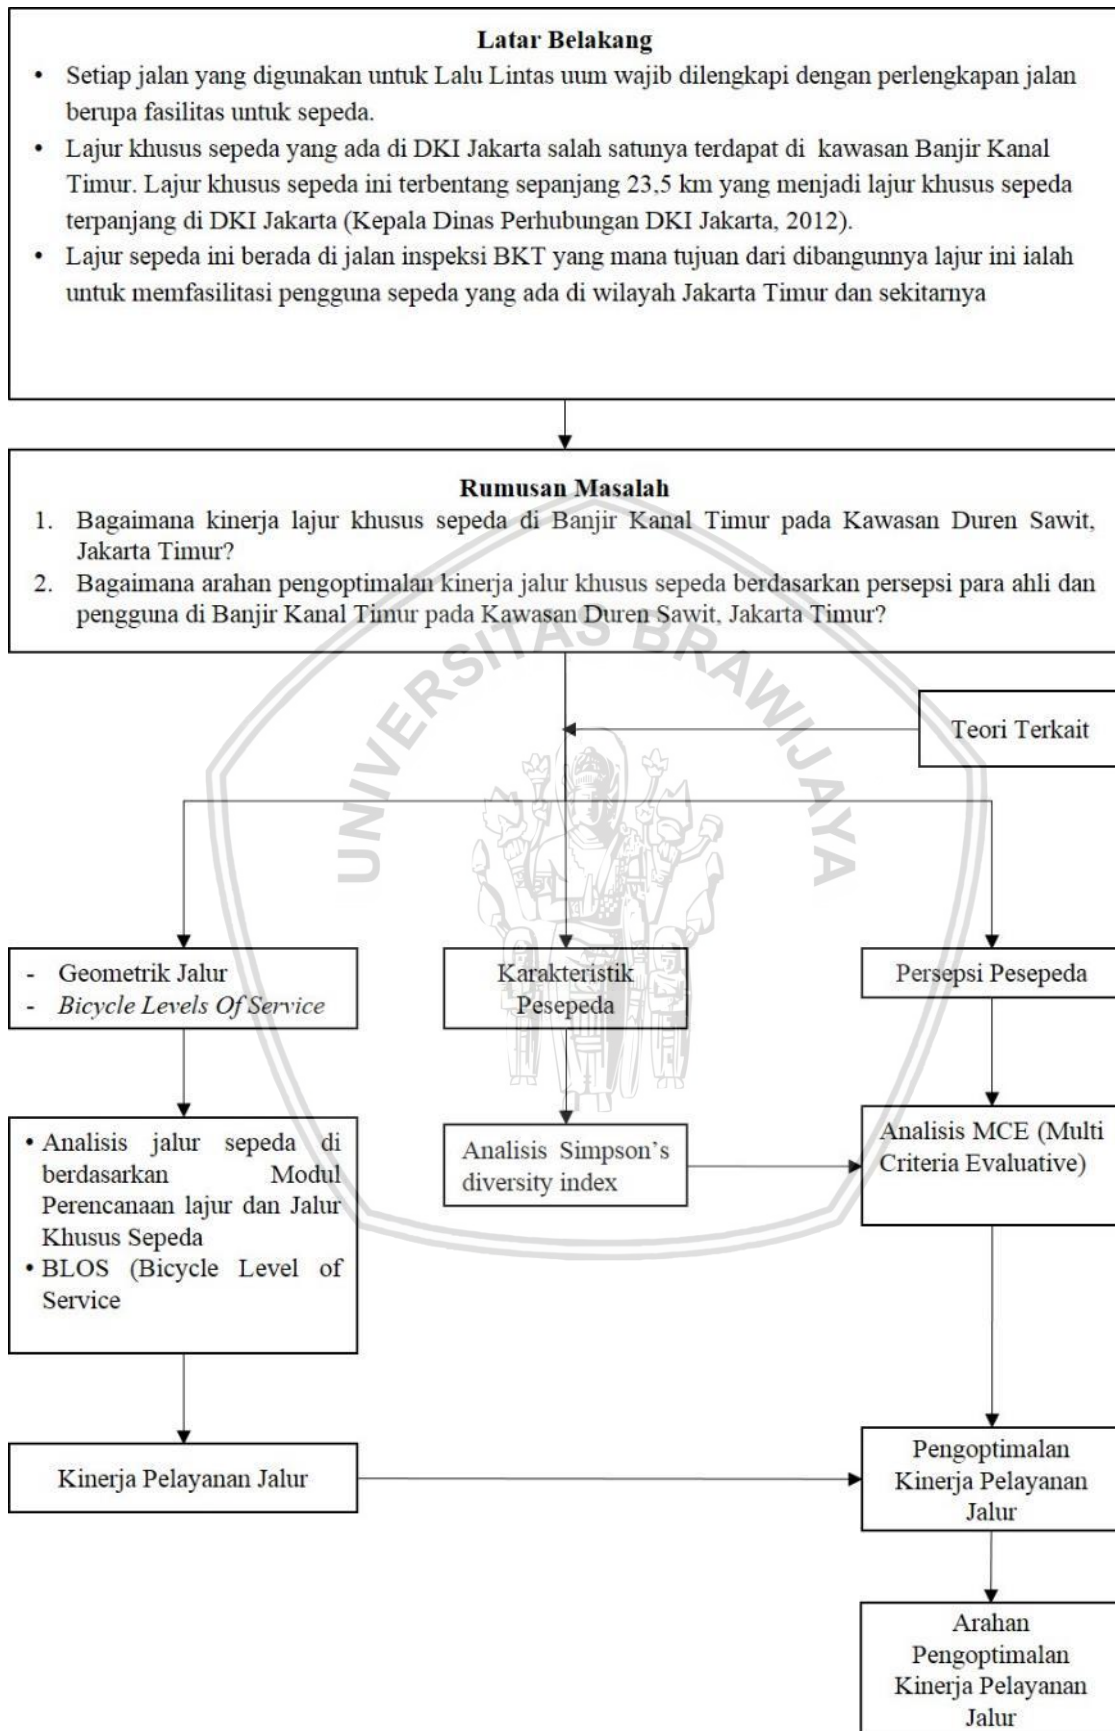 Latar Belakang
• Setiap jalan yang digunakan untuk Lalu Lintas uum wajib dilengkapi dengan perlengkapan jalan
berupa fasilitas untuk sepeda.
• Lajur khusus sepeda yang ada di DKI Jakarta salah satunya terdapat di kawasan Banjir Kanal
Timur. Lajur khusus sepeda ini terbentang sepanjang 23,5 km yang menjadi lajur khusus sepeda
terpanjang di DKI Jakarta (Kepala Dinas Perhubungan DKI Jakarta, 2012).
• Lajur sepeda ini berada di jalan inspeksi BKT yang mana tujuan dari dibangunnya lajur ini ialah
untuk memfasilitasi pengguna sepeda yang ada di wilayah Jakarta Timur dan sekitarnya
Rumusan Masalah
1. Bagaimana kinerja lajur khusus sepeda di Banjir Kanal Timur pada Kawasan Duren Sawit,
Jakarta Timur?
2. Bagaimana arahan pengoptimalan kinerja jalur khusus sepeda berdasarkan persepsi para ahli dan
pengguna di Banjir Kanal Timur pada Kawasan Duren Sawit, Jakarta Timur?
UNIVERSITAS BRAWIJAYA
Teori Terkait
- Geometrik Jalur
- Bicycle Levels Of Service
Karakteristik
Pesepeda
Persepsi Pesepeda
• Analisis jalur sepeda di
berdasarkan Modul
Perencanaan lajur dan Jalur
Khusus Sepeda
• BLOS (Bicycle Level of
Service
Analisis Simpson's
diversity index
Analisis MCE (Multi
Criteria Evaluative)
Kinerja Pelayanan Jalur
Pengoptimalan
Kinerja Pelayanan
Jalur
Arahan
Pengoptimalan
Kinerja Pelayanan
Jalur